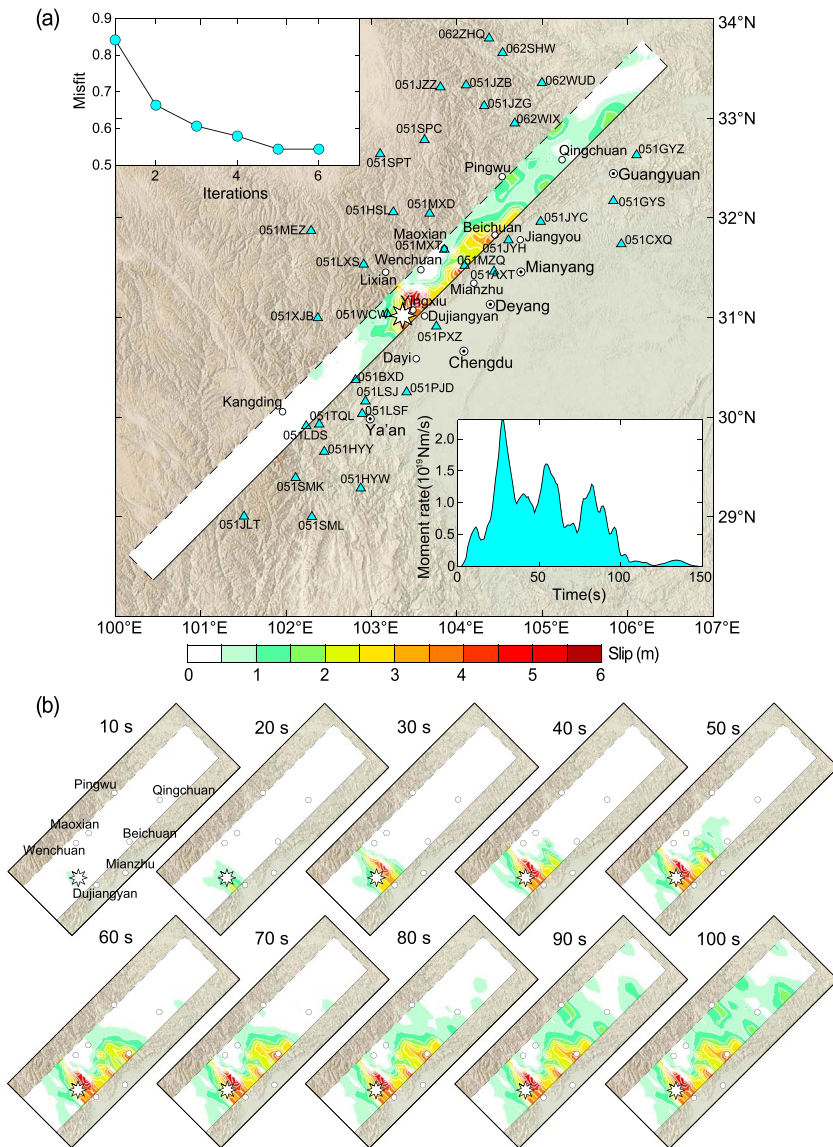 (a)
0.9
0.8
0.7
0.6
0.5
Misfit
2
4
6
Iterations
34°N
33°N
32°N
31°N
30°N
29°N
062ZHQ
062SHW
051JZZ
051JZB
062WUD
051JZG
062WIX
051SPC
051SPT
051GYZ
Qingchuan
Pingwu
Guangyuan
051GYS
051HSL
051MXD
051JYC
051MEZ
Maoxian
Beichuan
051CXQ
051MXT
051JYH
Jiangyou
051LXS
Wenchuan
051MZQ
Lixian
051AXT
Mianyang
Mianzhu
Yingxiu
Deyang
051XJB
051WCW
Dujiangyan
051PXZ
Dayi
Chengdu
051BXD
051PJD
051LSJ
Kangding
051TQL
051LSF
051LDS
Ya'an
051HYY
051SMK
051HYW
051JLT
051SML
2.0
1.5
1.0
0.5
0
Moment rate(10¹⁹Nm/s)
0
50
100
150
Time(s)
100°E
102°E
103°E
104°E
105°E
106°E
107°E
0
1
2
3
4
5
6
Slip (m)
(b)
10 s
20 s
30 s
40 s
50 s
Pingwu
Qingchuan
Maoxian
Beichuan
Wenchuan
Mianzhu
Dujiangyan
60 s
70 s
80 s
90 s
100 s